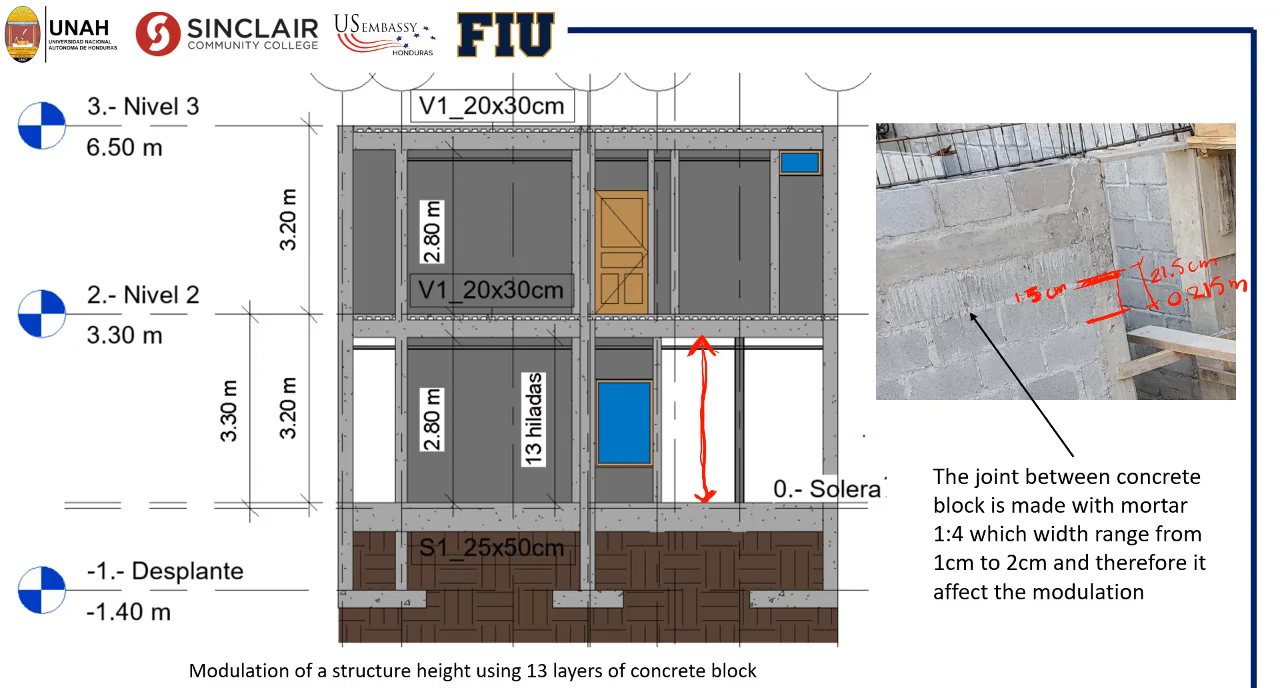 UNAH
UNIVERSIDAD NACIONAL
AUTÓNOMA DE HONDURAS
SINCLAIR
COMMUNITY COLLEGE
US EMBASSY
HONDURAS
FIU
3.- Nivel 3
6.50 m
V1_20x30cm
3.20 m
2.80 m
2.- Nivel 2
3.30 m
V1_20x30cm
3.30 m
3.20 m
2.80 m
13 hiladas
0.- Solera
S1_25x50cm
-1.- Desplante
-1.40 m
1.5 cm
21.5 cm
0.215 m
The joint between concrete
block is made with mortar
1:4 which width range from
1cm to 2cm and therefore it
affect the modulation
Modulation of a structure height using 13 layers of concrete block